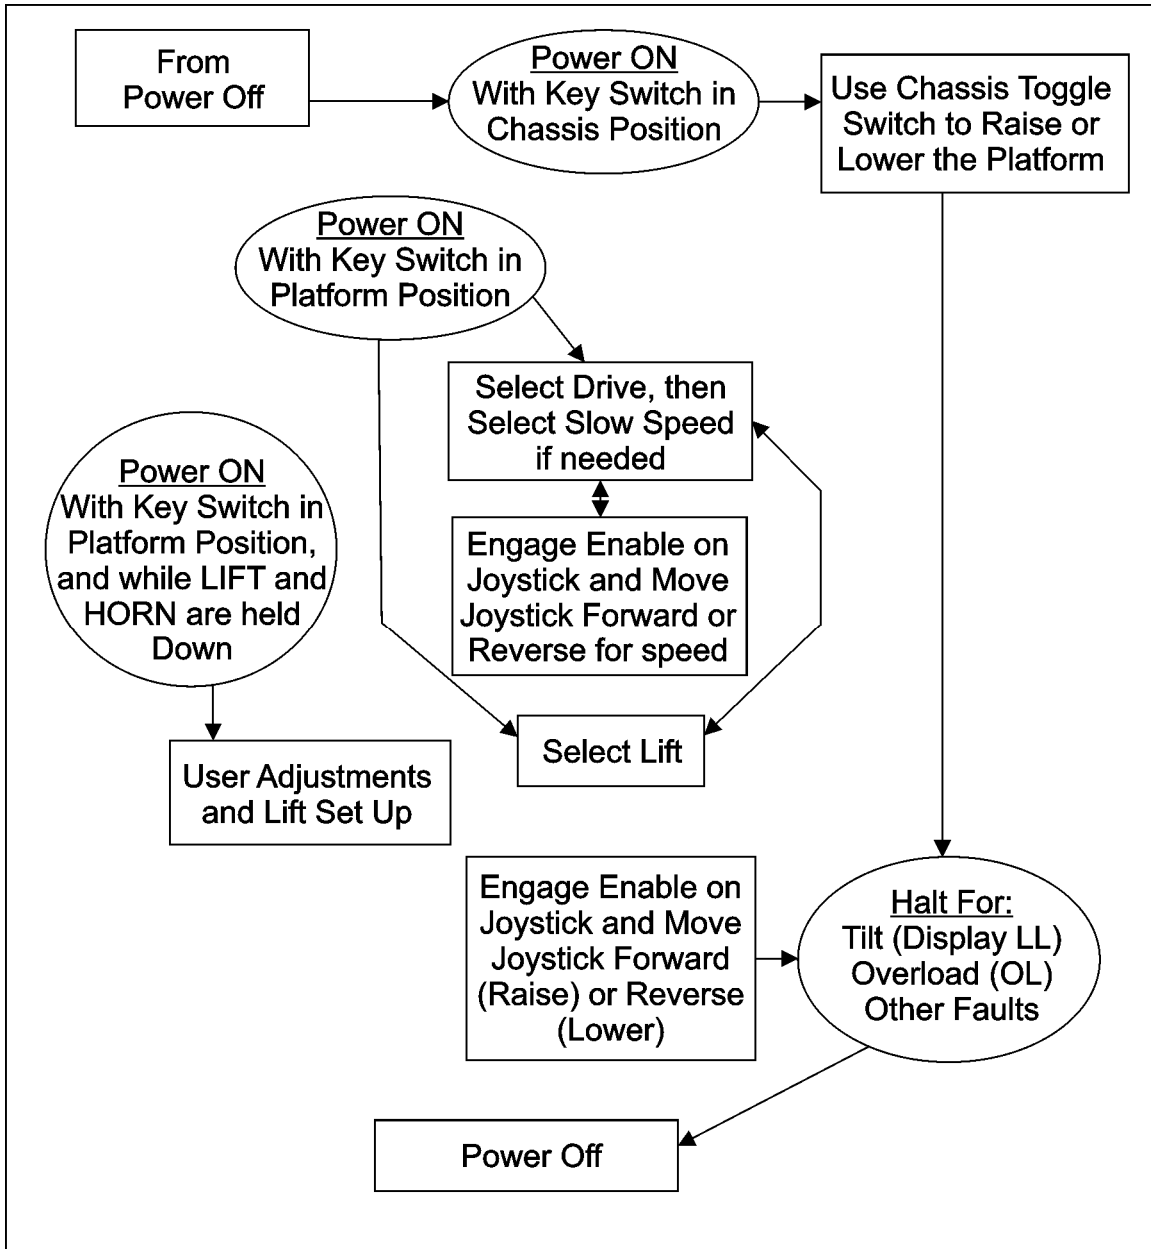 From
Power Off
Power ON
With Key Switch in
Chassis Position
Use Chassis Toggle
Switch to Raise or
Lower the Platform
Power ON
With Key Switch in
Platform Position
Select Drive, then
Select Slow Speed
if needed
Power ON
With Key Switch in
Platform Position,
and while LIFT and
HORN are held
Down
Engage Enable on
Joystick and Move
Joystick Forward or
Reverse for speed
Select Lift
User Adjustments
and Lift Set Up
Engage Enable on
Joystick and Move
Joystick Forward
(Raise) or Reverse
(Lower)
Halt For:
Tilt (Display LL)
Overload (OL)
Other Faults
Power Off